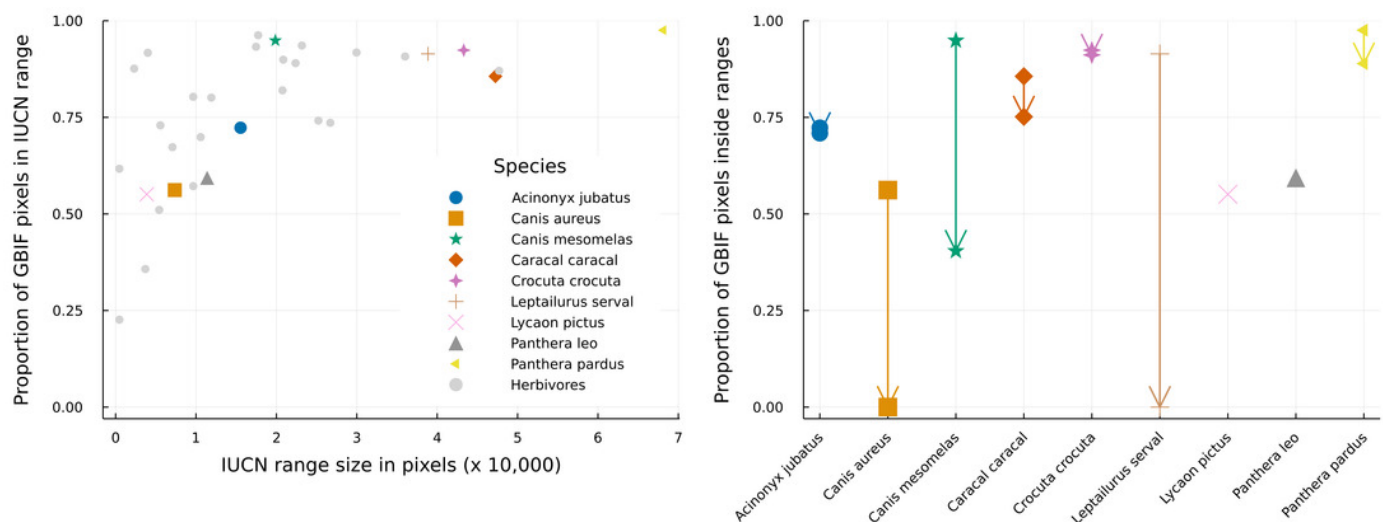 Proportion of GBIF pixels in IUCN range
1.00
0.75
0.50
0.25
0.00
0
1
2
3
4
5
6
7
IUCN range size in pixels (x 10,000)
Species
Acinonyx jubatus
Canis aureus
Canis mesomelas
Caracal caracal
Crocuta crocuta
Leptailurus serval
Lycaon pictus
Panthera leo
Panthera pardus
Herbivores
Proportion of GBIF pixels inside ranges
1.00
0.75
0.50
0.25
0.00
Acinonyx jubatus
Canis aureus
Canis mesomelas
Caracal caracal
Crocuta crocuta
Leptailurus serval
Lycaon pictus
Panthera leo
Panthera pardus